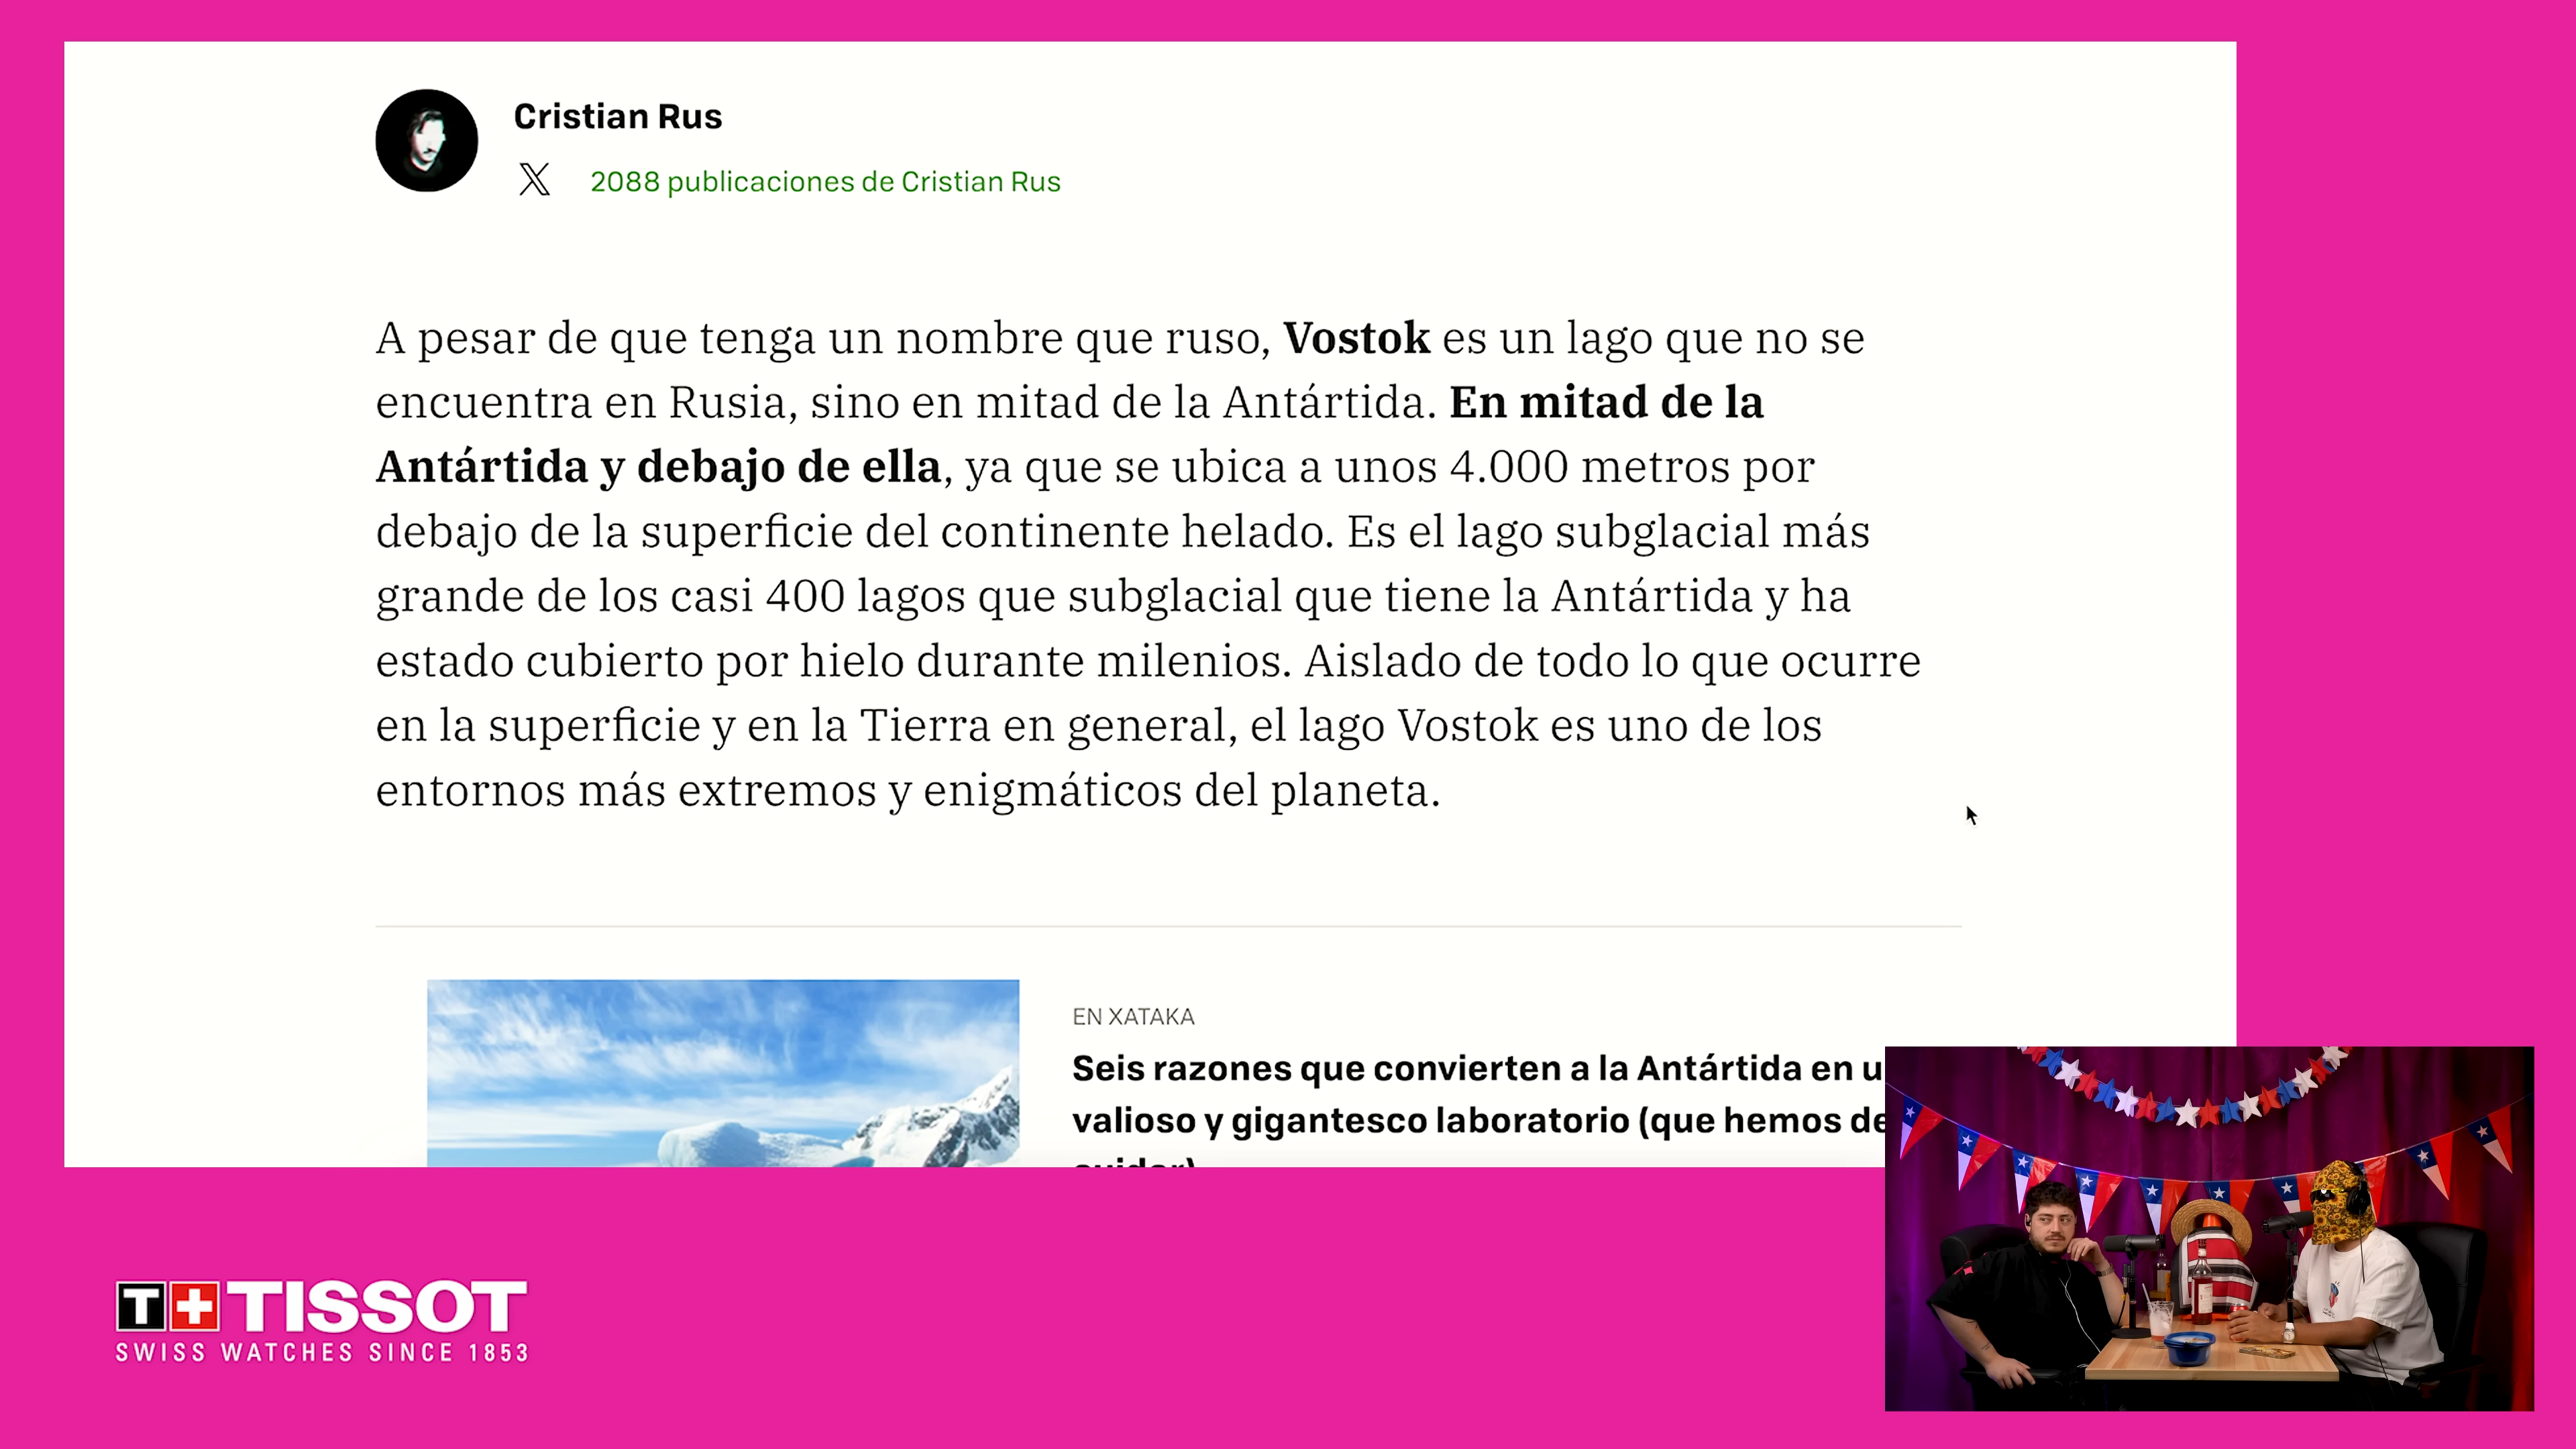 Cristian Rus
2088 publicaciones de Cristian Rus
A pesar de que tenga un nombre que ruso, Vostok es un lago que no se
encuentra en Rusia, sino en mitad de la Antártida. En mitad de la
Antártida y debajo de ella, ya que se ubica a unos 4.000 metros por
debajo de la superficie del continente helado. Es el lago subglacial más
grande de los casi 400 lagos que subglacial que tiene la Antártida y ha
estado cubierto por hielo durante milenios. Aislado de todo lo que ocurre
en la superficie y en la Tierra en general, el lago Vostok es uno de los
entornos más extremos y enigmáticos del planeta.
EN XATAKA
Seis razones que convierten a la Antártida en u
valioso y gigantesco laboratorio (que hemos de
T+ TISSOT
SWISS WATCHES SINCE 1853